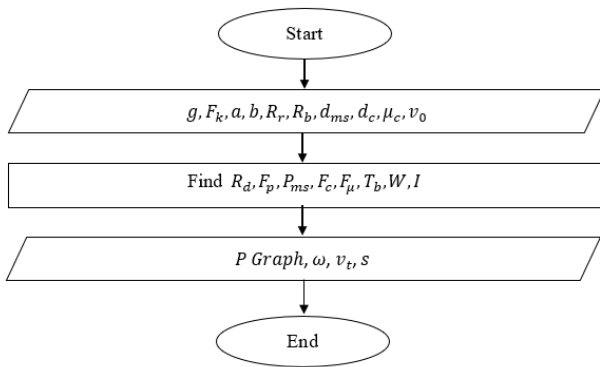 Start
g, F_k, a, b, R_r, R_b, d_ms, d_c, μ_c, v_0
Find R_d, F_p, P_ms, F_c, F_μ, T_b, W, I
P Graph, ω, v_t, s
End